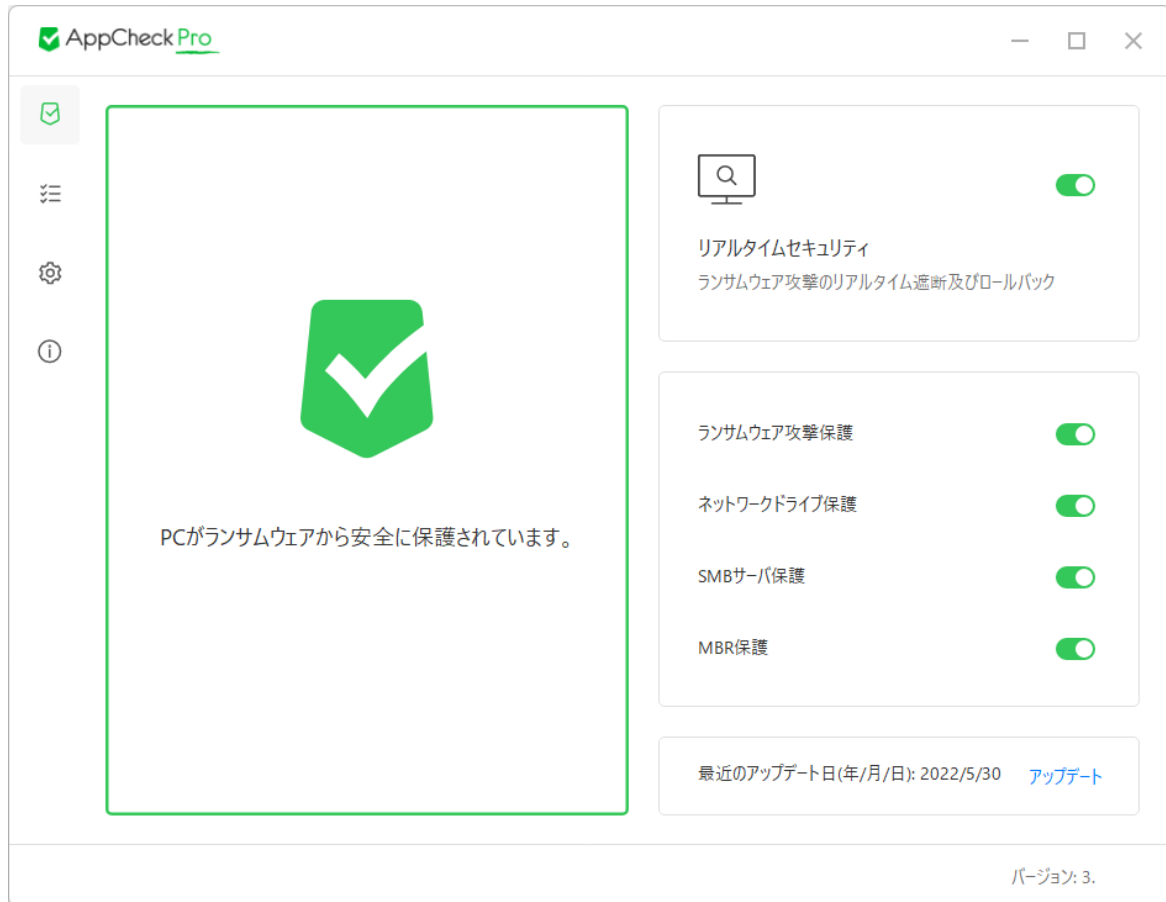 AppCheck Pro
PCがランサムウェアから安全に保護されています。
リアルタイムセキュリティ
ランサムウェア攻撃のリアルタイム遮断及びロールバック
ランサムウェア攻撃保護
ネットワークドライブ保護
SMBサーバ保護
MBR保護
最近のアップデート日(年/月/日): 2022/5/30 アップデート
バージョン: 3.